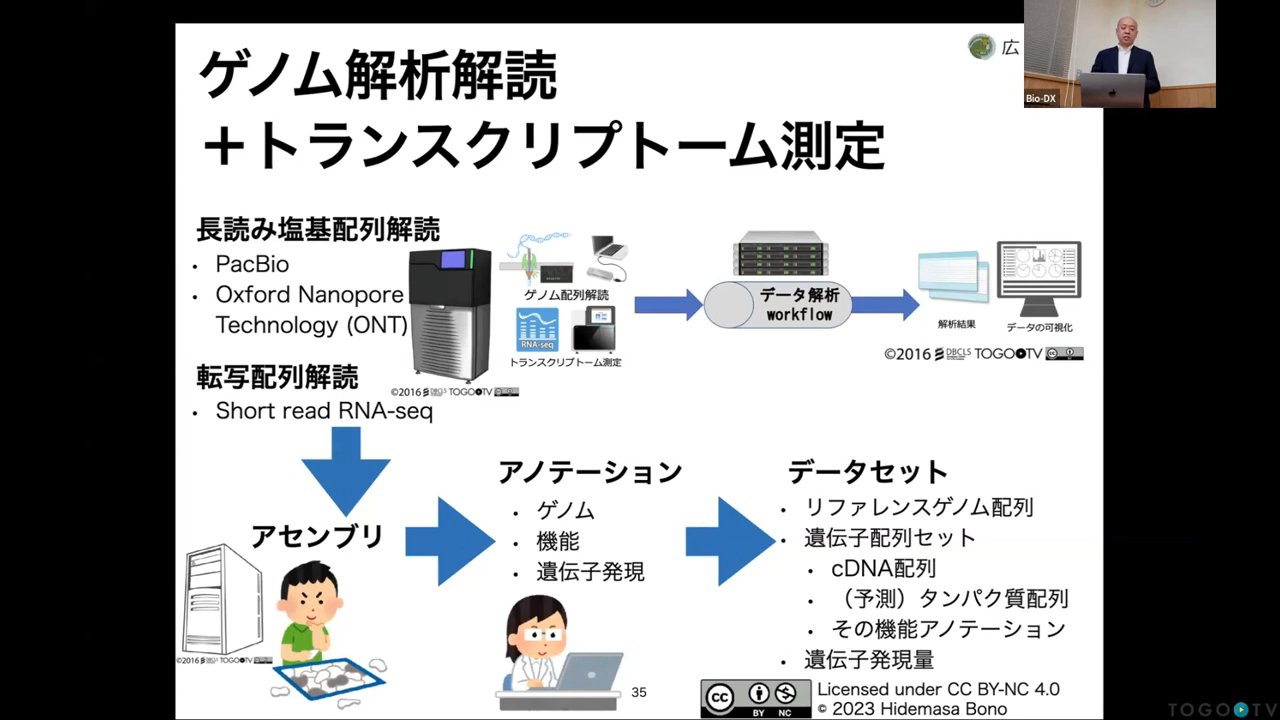 ゲノム解析解読
＋トランスクリプトーム測定
広
Bio-DX
長読み塩基配列解読
・ PacBio
・ Oxford Nanopore
Technology (ONT)
転写配列解読
・ Short read RNA-seq
ゲノム配列解読
RNA-seq
トランスクリプトーム測定
©2016 DBCLS TOGOTV
データ解析
workflow
解析結果
データの可視化
©2016 DBCLS TOGOTV
アセンブリ
©2016 DBCLS TOGOTV
アノテーション
・ ゲノム
・ 機能
・ 遺伝子発現
データセット
・ リファレンスゲノム配列
・ 遺伝子配列セット
・ cDNA配列
・ （予測）タンパク質配列
・ その機能アノテーション
・ 遺伝子発現量
35
cc BY NC
Licensed under CC BY-NC 4.0
© 2023 Hidemasa Bono
TOGOTV